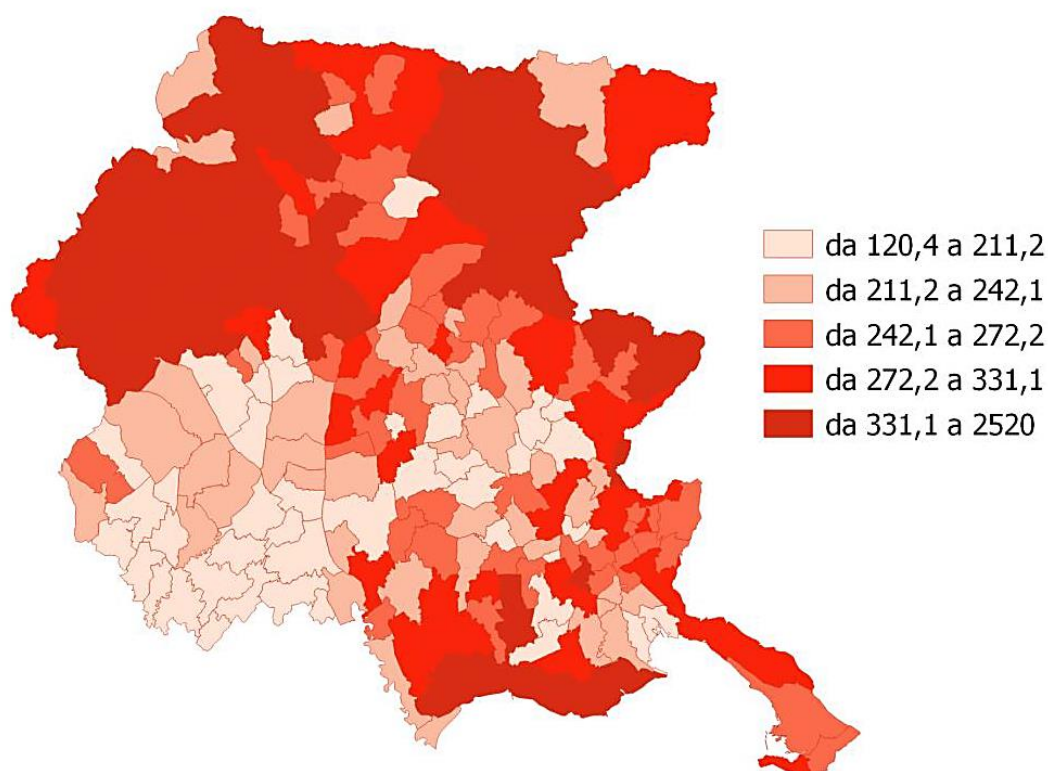 da 120,4 a 211,2
da 211,2 a 242,1
da 242,1 a 272,2
da 272,2 a 331,1
da 331,1 a 2520